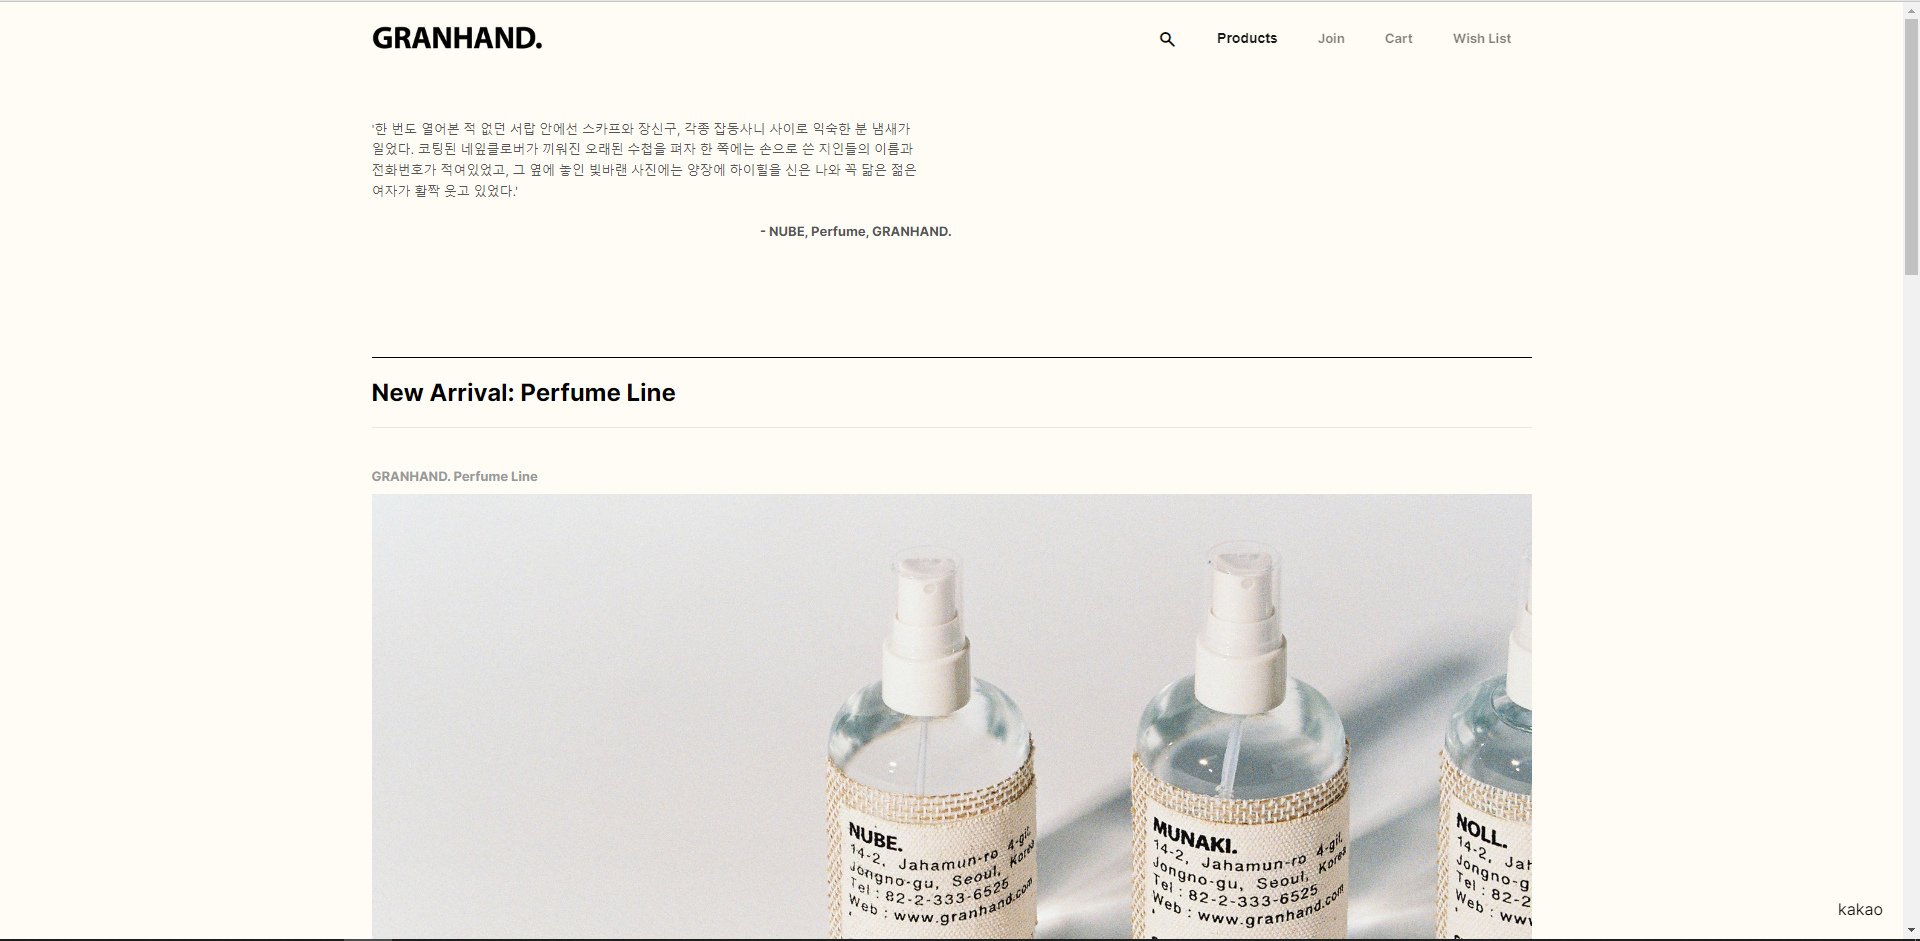 GRANHAND.
Products Join Cart Wish List
'한 번도 열어본 적 없던 서랍 안에선 스카프와 장신구, 각종 잡동사니 사이로 익숙한 분 냄새가
일었다. 코팅된 네잎클로버가 끼워진 오래된 수첩을 펴자 한 쪽에는 손으로 쓴 지인들의 이름과
전화번호가 적여있었고, 그 옆에 놓인 빛바랜 사진에는 양장에 하이힐을 신은 나와 꼭 닮은 젊은
여자가 활짝 웃고 있었다.'
- NUBE, Perfume, GRANHAND.
New Arrival: Perfume Line
GRANHAND. Perfume Line
NUBE.
14-2, Jahamun-ro 4-gil,
Jongno-gu, Seoul, Korea
Tel : 82-2-333-6525
Web : www.granhand.com
MUNAKI.
14-2, Jahamun-ro 4-gil,
Jongno-gu, Seoul, Korea
Tel : 82-2-333-6525
Web : www.granhand.com
NOLL.
14-2, Jah
Jongno-g
Tel : 82-2
Web : ww
kakao